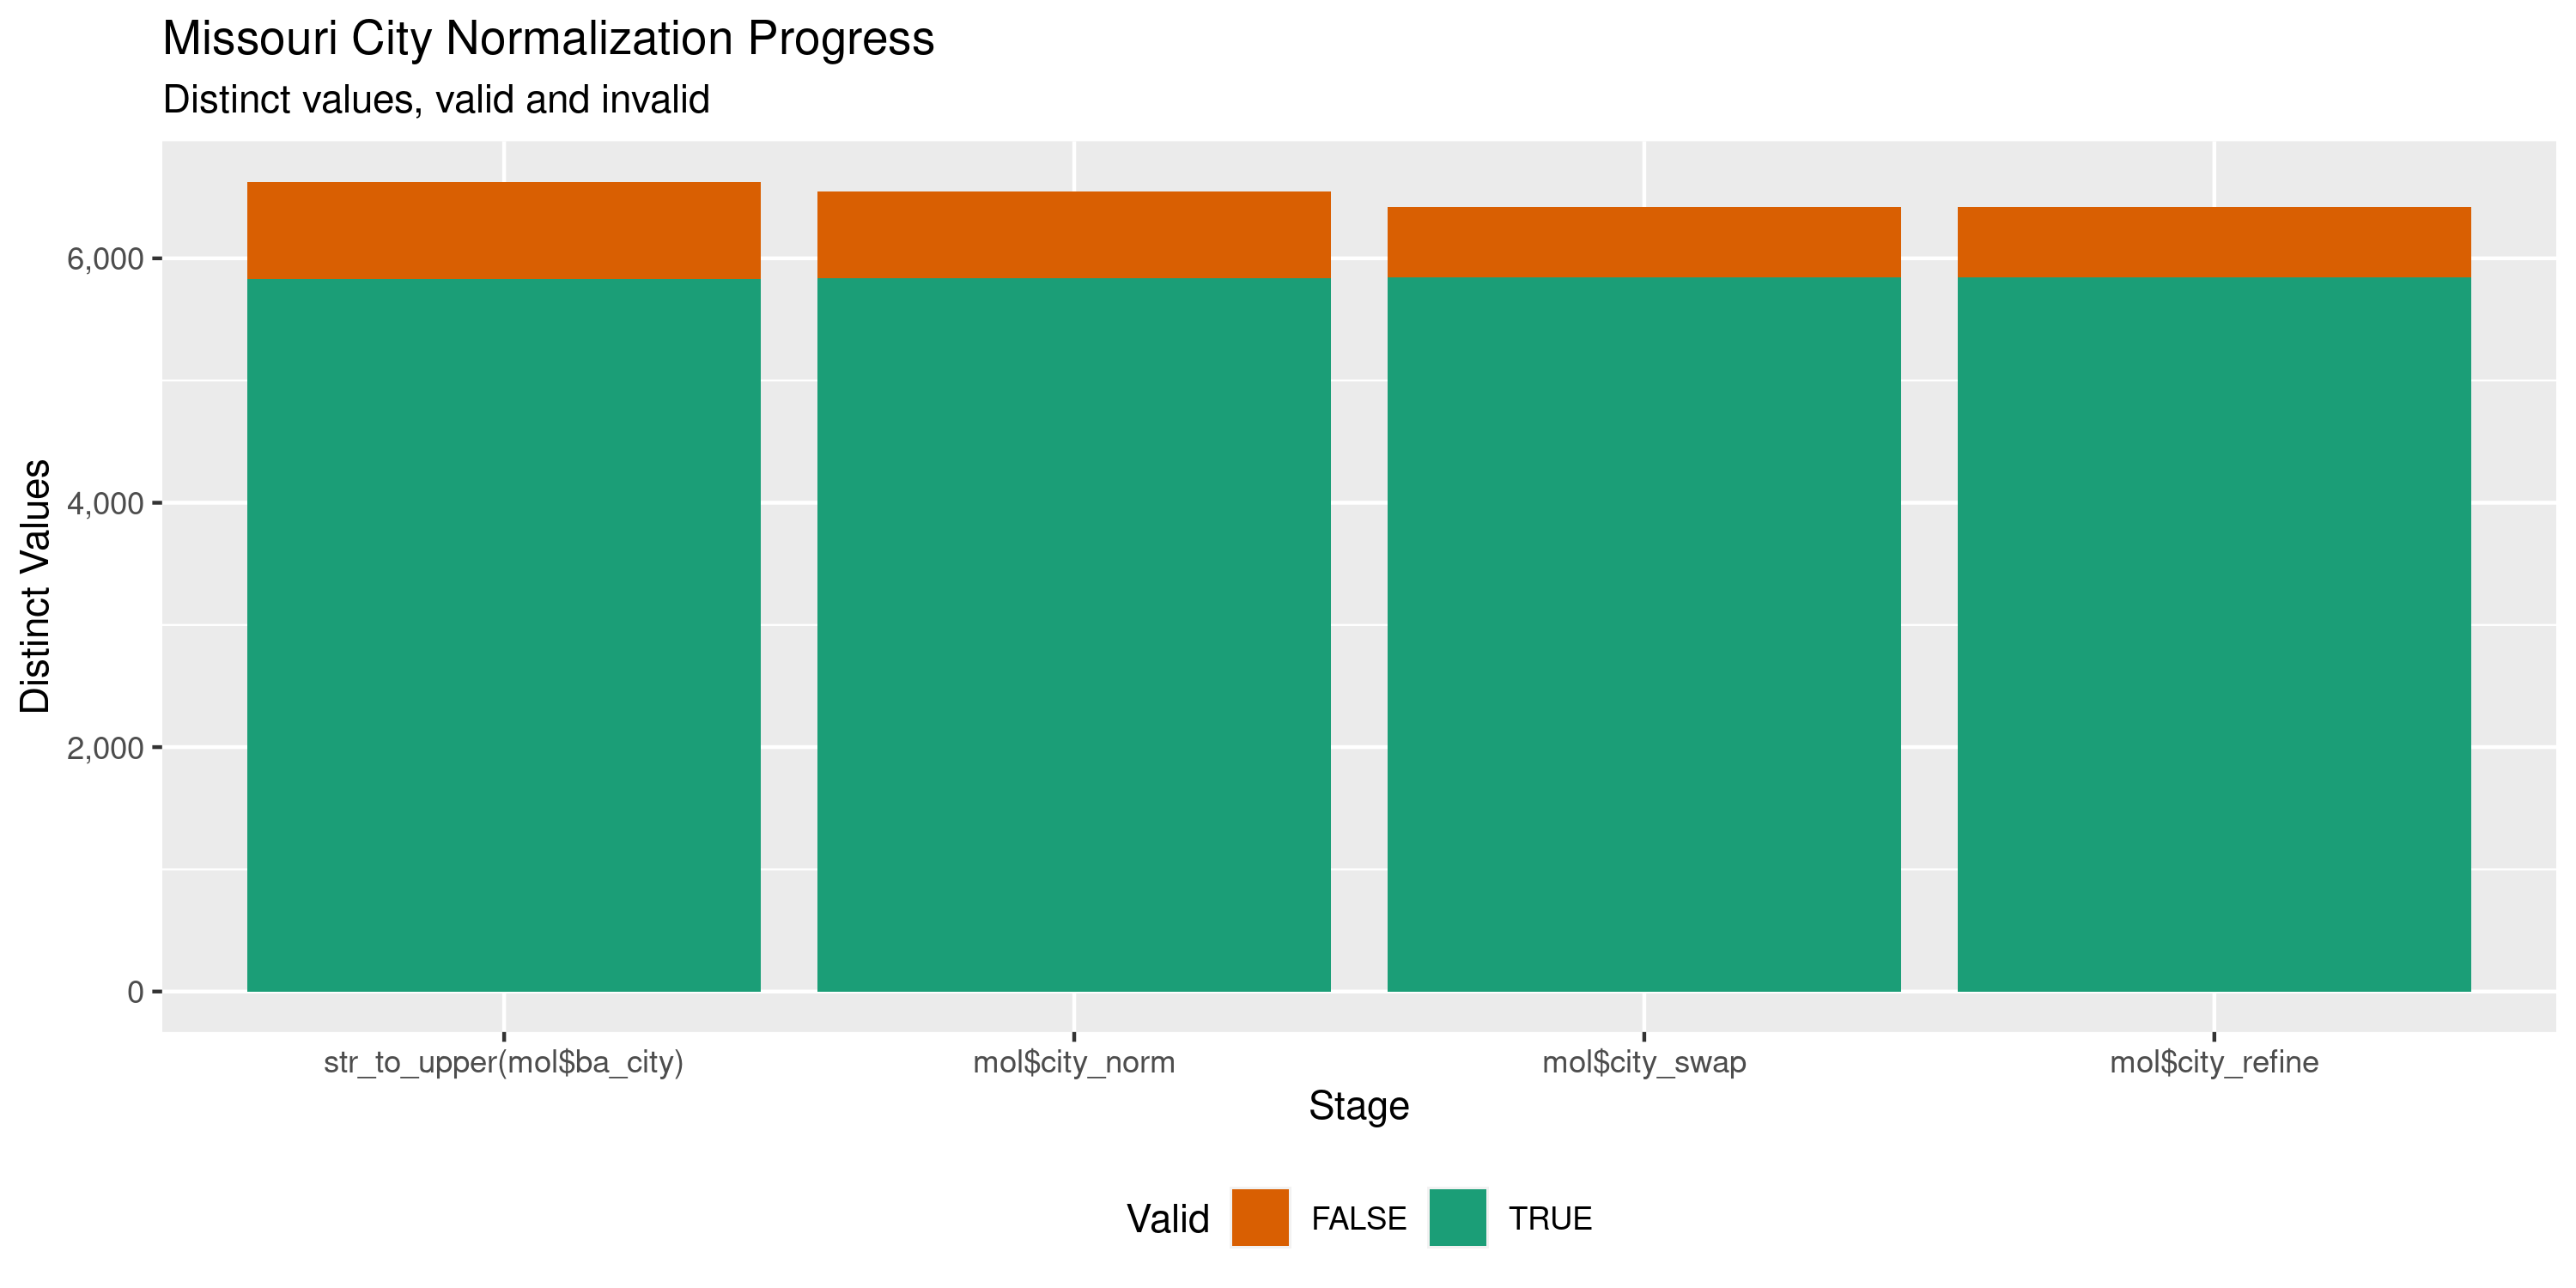 Missouri City Normalization Progress
Distinct values, valid and invalid
Distinct Values
6,000
4,000
2,000
0
str_to_upper(mol$ba_city)
mol$city_norm
mol$city_swap
mol$city_refine
Stage
Valid
FALSE
TRUE